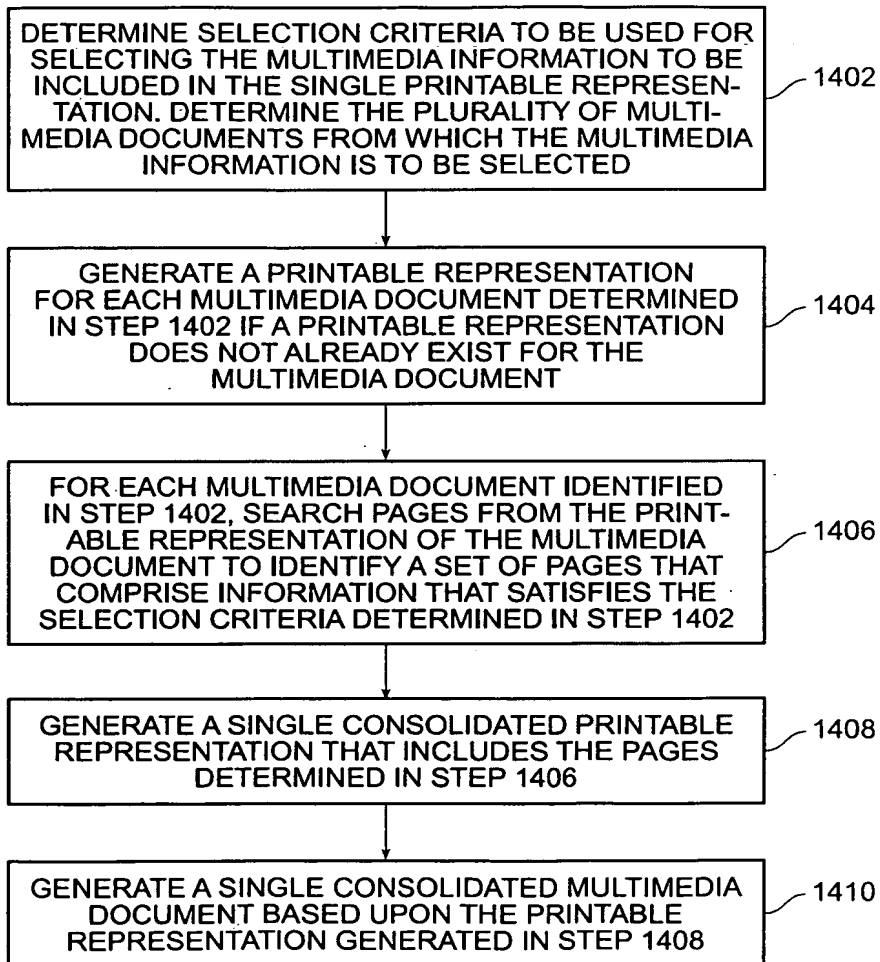 DETERMINE SELECTION CRITERIA TO BE USED FOR
SELECTING THE MULTIMEDIA INFORMATION TO BE
INCLUDED IN THE SINGLE PRINTABLE REPRESEN-
TATION. DETERMINE THE PLURALITY OF MULTI-
MEDIA DOCUMENTS FROM WHICH THE MULTIMEDIA
INFORMATION IS TO BE SELECTED
1402
GENERATE A PRINTABLE REPRESENTATION
FOR EACH MULTIMEDIA DOCUMENT DETERMINED
IN STEP 1402 IF A PRINTABLE REPRESENTATION
DOES NOT ALREADY EXIST FOR THE
MULTIMEDIA DOCUMENT
1404
FOR EACH MULTIMEDIA DOCUMENT IDENTIFIED
IN STEP 1402, SEARCH PAGES FROM THE PRINT-
ABLE REPRESENTATION OF THE MULTIMEDIA
DOCUMENT TO IDENTIFY A SET OF PAGES THAT
COMPRISE INFORMATION THAT SATISFIES THE
SELECTION CRITERIA DETERMINED IN STEP 1402
1406
GENERATE A SINGLE CONSOLIDATED PRINTABLE
REPRESENTATION THAT INCLUDES THE PAGES
DETERMINED IN STEP 1406
1408
GENERATE A SINGLE CONSOLIDATED MULTIMEDIA
DOCUMENT BASED UPON THE PRINTABLE
REPRESENTATION GENERATED IN STEP 1408
1410